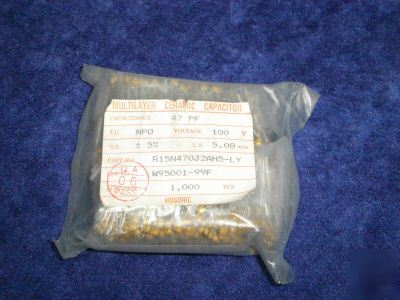 MULTILAYER CERAMIC CAPACITOR
CAPACITANCE 47 PF
T.C. NPO VOLTAGE 100 V
TOL. ± 5% L.S. 5.08 m/m
PART NO. R15N470J2AH5-LY
W95001-99F
1,000 PCS
HOSONIC
Q.A
06